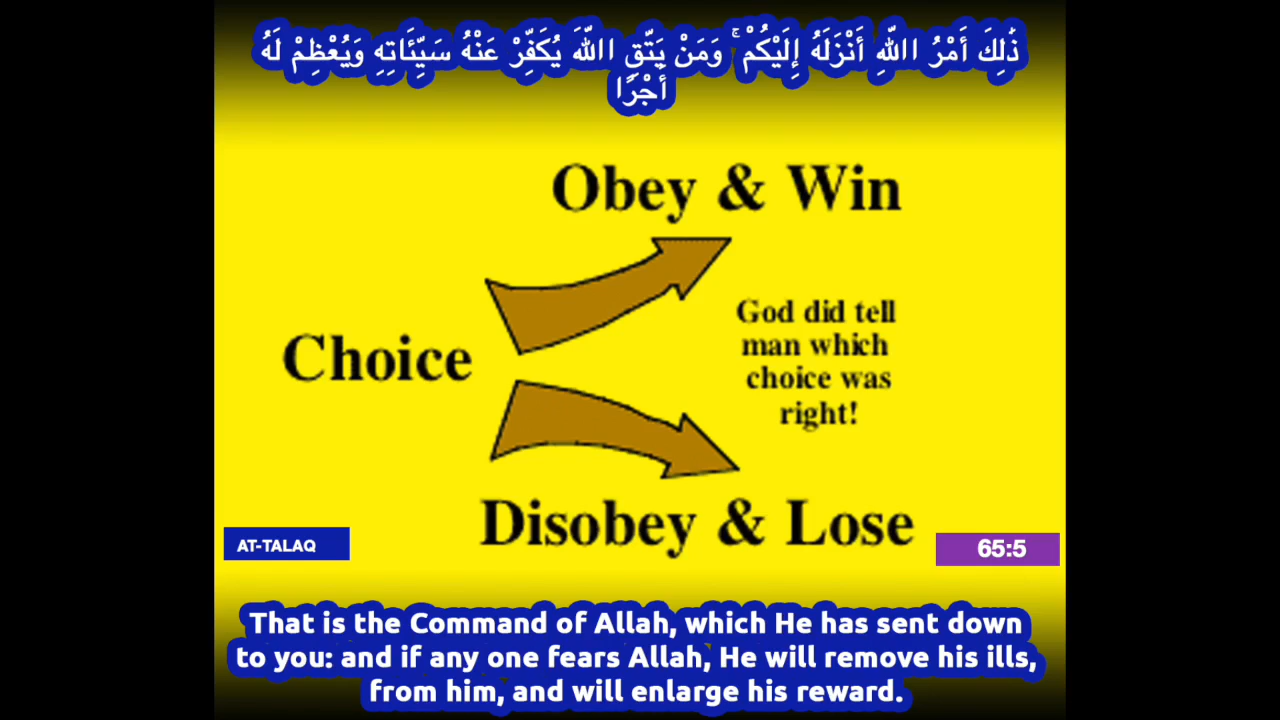 ذَٰلِكَ أَمْرُ اللَّهِ أَنْزَلَهُ إِلَيْكُمْ ۚ وَمَنْ يَتَّقِ اللَّهَ يُكَفِّرْ عَنْهُ سَيِّئَاتِهِ وَيُعْظِمْ لَهُ
أَجْرًا
Obey & Win
God did tell
man which
choice was
right!
Choice
Disobey & Lose
AT-TALAQ
65:5
That is the Command of Allah, which He has sent down
to you: and if any one fears Allah, He will remove his ills,
from him, and will enlarge his reward.